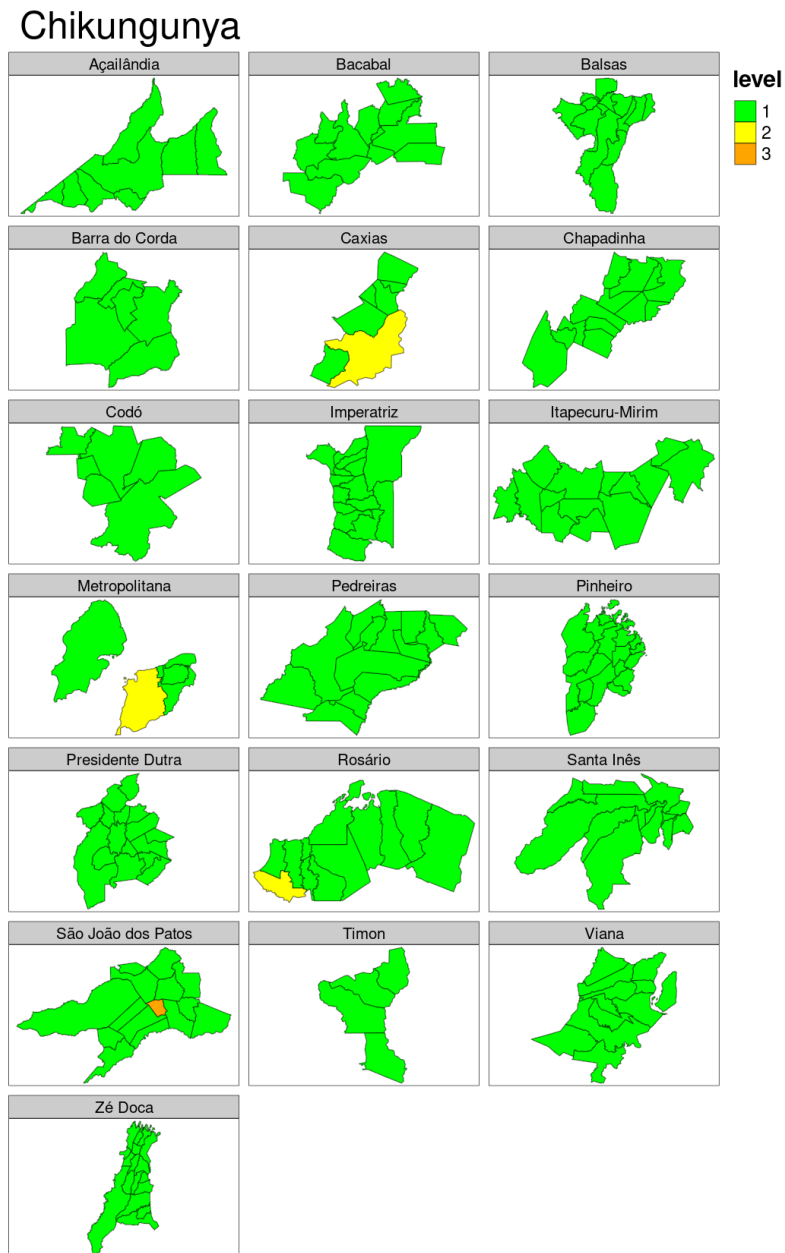 Chikungunya
Açailândia
Bacabal
Balsas
level
1
2
3
Barra do Corda
Caxias
Chapadinha
Codó
Imperatriz
Itapecuru-Mirim
Metropolitana
Pedreiras
Pinheiro
Presidente Dutra
Rosário
Santa Inês
São João dos Patos
Timon
Viana
Zé Doca